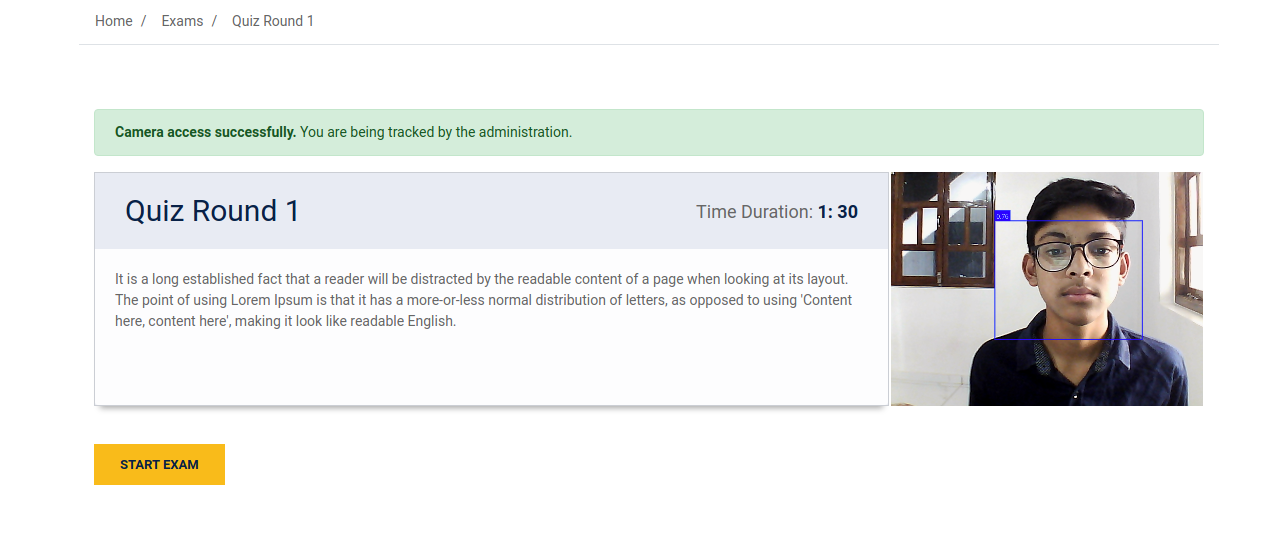 Home / Exams / Quiz Round 1
Camera access successfully. You are being tracked by the administration.
Quiz Round 1
Time Duration: 1: 30
0.76
It is a long established fact that a reader will be distracted by the readable content of a page when looking at its layout.
The point of using Lorem Ipsum is that it has a more-or-less normal distribution of letters, as opposed to using 'Content
here, content here', making it look like readable English.
START EXAM